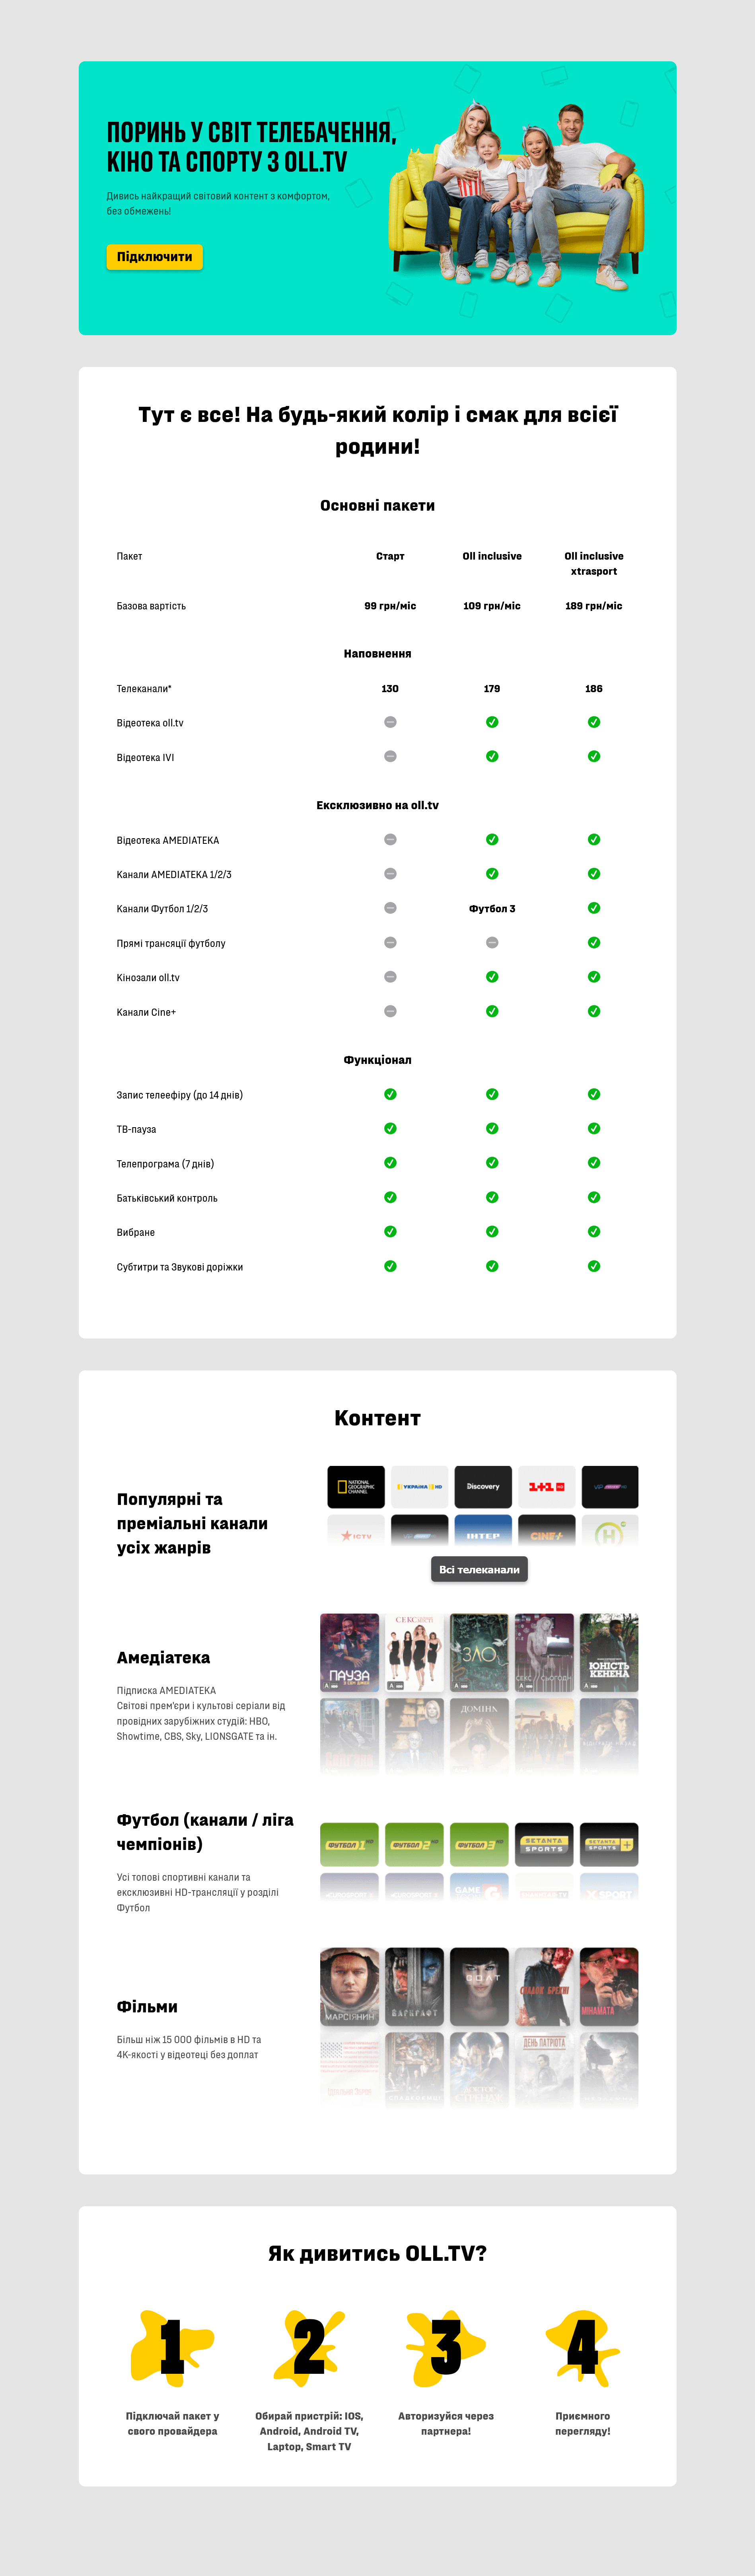 ПОРИНЬ У СВІТ ТЕЛЕБАЧЕННЯ,
КІНО ТА СПОРТУ З OLL.TV
Дивись найкращий світовий контент з комфортом,
без обмежень!
Підключити
Тут є все! На будь-який колір і смак для всієї
родини!
Основні пакети
Пакет Старт Oll inclusive Oll inclusive
xtrasport
Базова вартість 99 грн/міс 109 грн/міс 189 грн/міс
Наповнення
Телеканали* 130 179 186
Відеотека oll.tv
Відеотека IVI
Ексклюзивно на oll.tv
Відеотека AMEDIATEKA
Канали AMEDIATEKA 1/2/3
Канали Футбол 1/2/3 Футбол 3
Прямі трансяції футболу
Кінозали oll.tv
Канали Cine+
Функціонал
Запис телеефіру (до 14 днів)
ТВ-пауза
Телепрограма (7 днів)
Батьківський контроль
Вибране
Субтитри та Звукові доріжки
Контент
Популярні та
преміальні канали
усіх жанрів
NATIONAL
GEOGRAPHIC
CHANNEL
УКРАЇНА HD
Discovery
1+1
ICTV
ІНТЕР
CINE+
Всі телеканали
Амедіатека
Підписка AMEDIATEKA
Світові прем'єри і культові серіали від
провідних зарубіжних студій: HBO,
Showtime, CBS, Sky, LIONSGATE та ін.
ПАУЗА
ЗЛО
ЮНІСТЬ
КЕНЕНА
ДОМІНА
Футбол (канали / ліга
чемпіонів)
Усі топові спортивні канали та
ексклюзивні HD-трансляції у розділі
Футбол
ФУТБОЛ 1 ФУТБОЛ 2 ФУТБОЛ 3 SETANTA
SPORTS SETANTA
SPORTS +
GAME
XSPORT
Фільми
Більш ніж 15 000 фільмів в HD та
4K-якості у відеотеці без доплат
МАРСІЯНИН
ВАРКРАФТ
СОЛТ
МІНАМАТА
ДЕНЬ ПАТРІОТА
Як дивитись OLL.TV?
1 2 3 4
Підключай пакет у
свого провайдера
Обирай пристрій: IOS,
Android, Android TV,
Laptop, Smart TV
Авторизуйся через
партнера!
Приємного
перегляду!